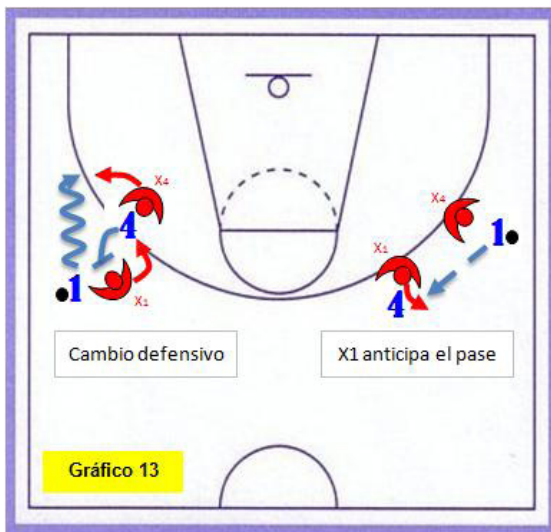 X4
4
1
X1
X4
1
X1
4
Cambio defensivo
X1 anticipa el pase
Gráfico 13